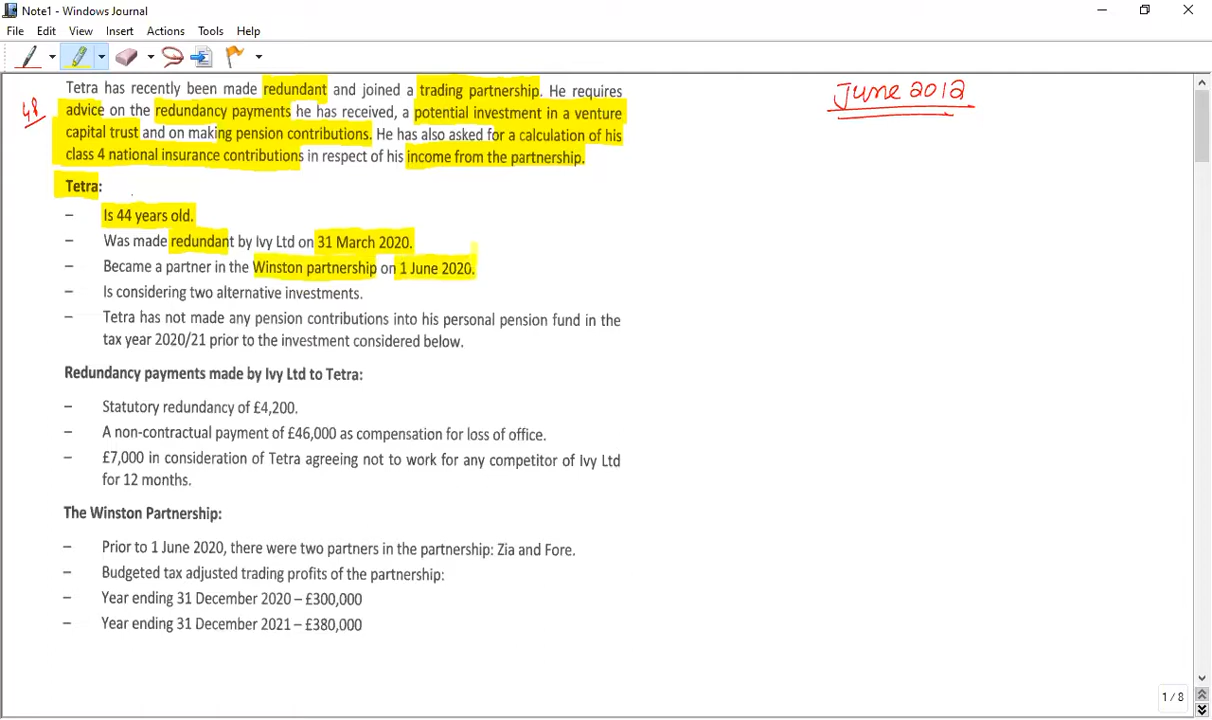 Note1 - Windows Journal
File Edit View Insert Actions Tools Help
June 2012
48
Tetra has recently been made redundant and joined a trading partnership. He requires
advice on the redundancy payments he has received, a potential investment in a venture
capital trust and on making pension contributions. He has also asked for a calculation of his
class 4 national insurance contributions in respect of his income from the partnership.
Tetra:
– Is 44 years old.
– Was made redundant by Ivy Ltd on 31 March 2020.
– Became a partner in the Winston partnership on 1 June 2020.
– Is considering two alternative investments.
– Tetra has not made any pension contributions into his personal pension fund in the
tax year 2020/21 prior to the investment considered below.
Redundancy payments made by Ivy Ltd to Tetra:
– Statutory redundancy of £4,200.
– A non-contractual payment of £46,000 as compensation for loss of office.
– £7,000 in consideration of Tetra agreeing not to work for any competitor of Ivy Ltd
for 12 months.
The Winston Partnership:
– Prior to 1 June 2020, there were two partners in the partnership: Zia and Fore.
– Budgeted tax adjusted trading profits of the partnership:
– Year ending 31 December 2020 – £300,000
– Year ending 31 December 2021 – £380,000
1 / 8